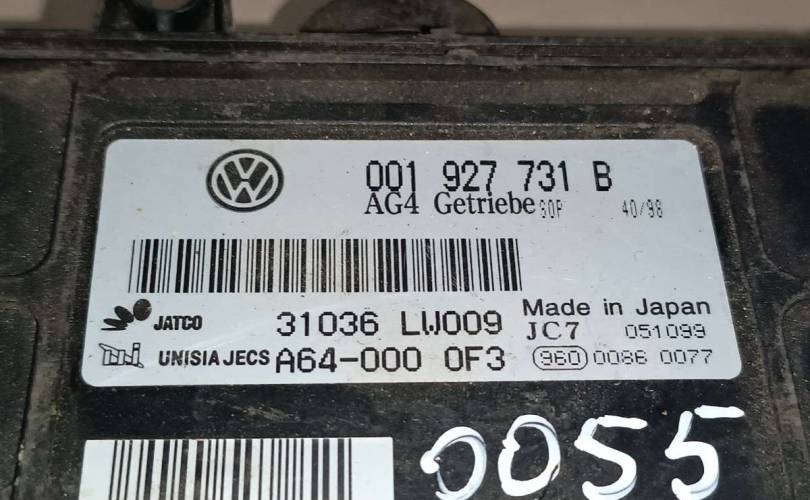 001 927 731 B
AG4 Getriebe GOP 40/98
JATCO 31036 LW009 Made in Japan
JC7 051099
UNISIA JECS A64-000 0F3 960 0086 0077
0055